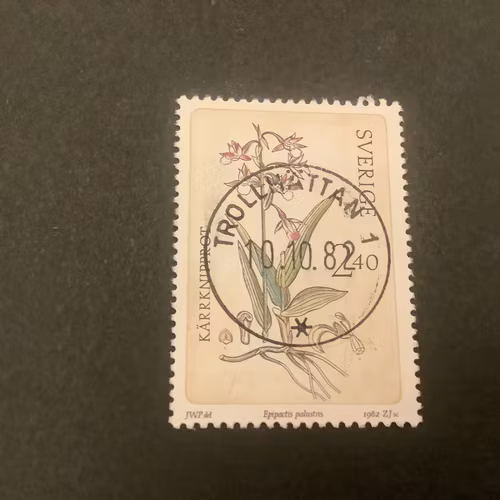 SVERIGE
TROLLHÄTTAN 1
10.10.82
2.40
KÄRRKNIPPROT
JWP del
Epipactis palustris
1982 ZJ sc